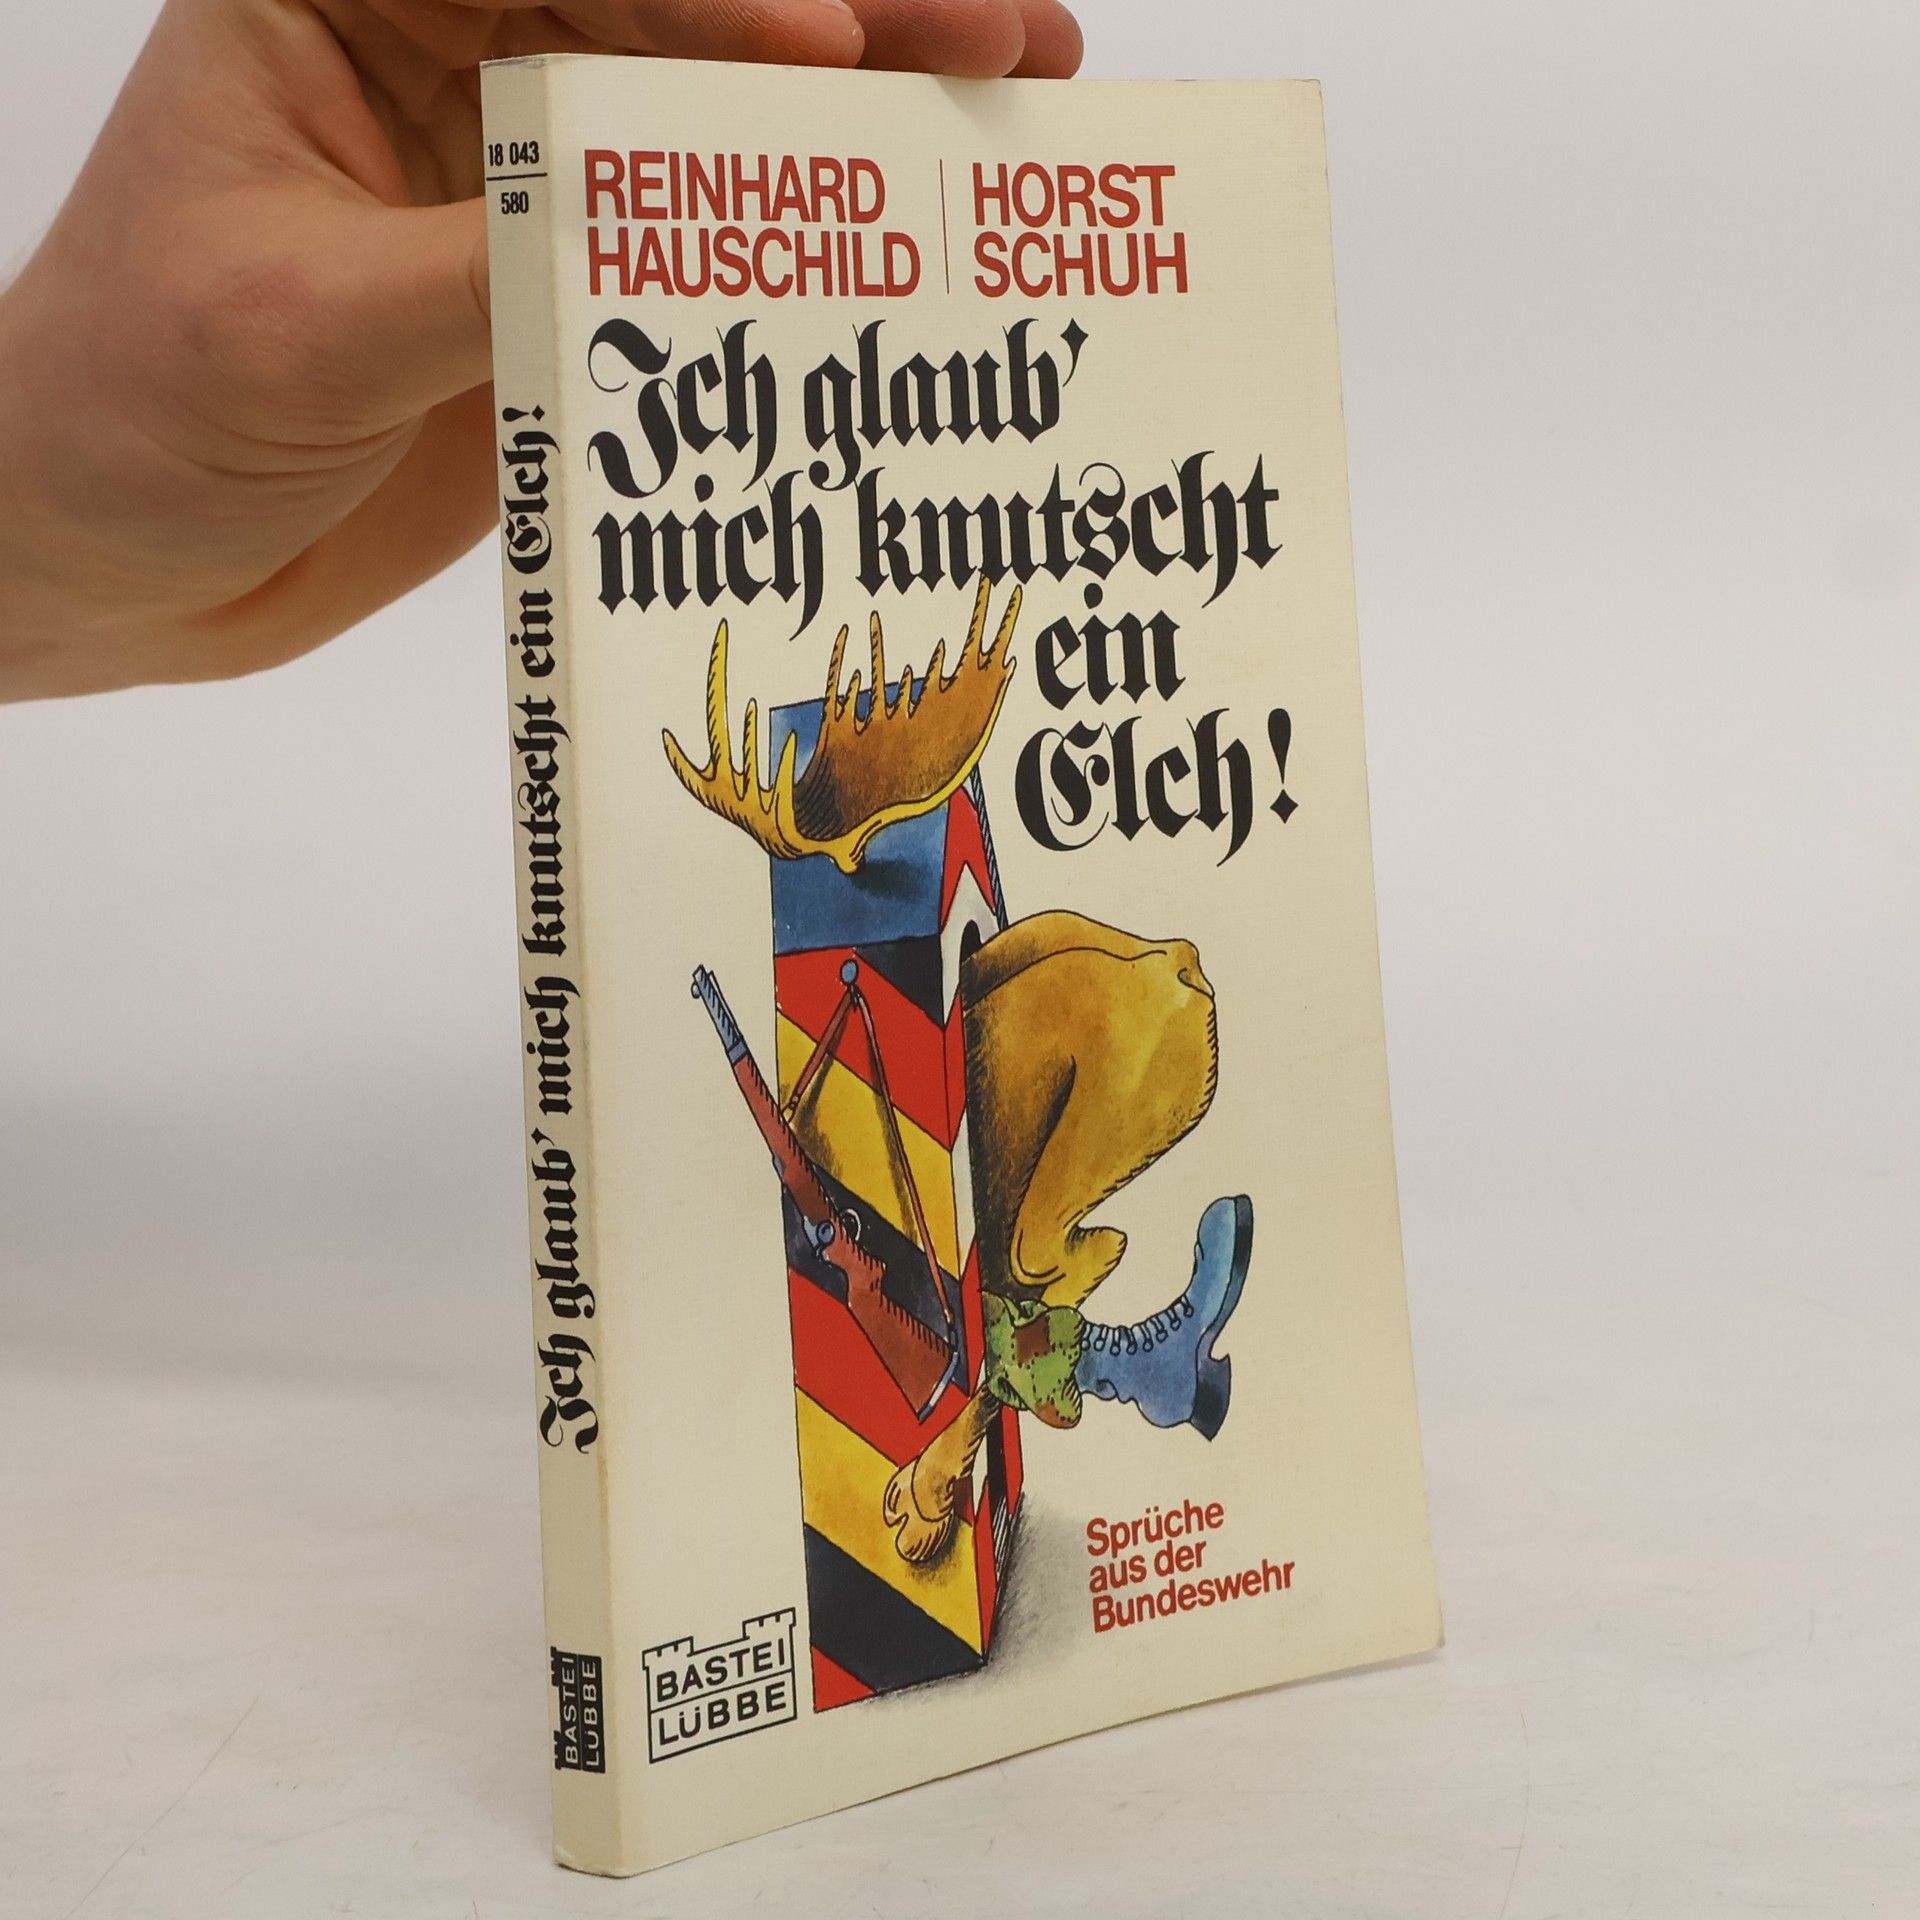 18 043
580
Ich glaub' mich knutscht ein Elch!
BASTEI
LÜBBE
REINHARD
HAUSCHILD
HORST
SCHUH
Ich glaub'
mich knutscht
ein
Elch!
Sprüche
aus der
Bundeswehr
BASTEI
LÜBBE